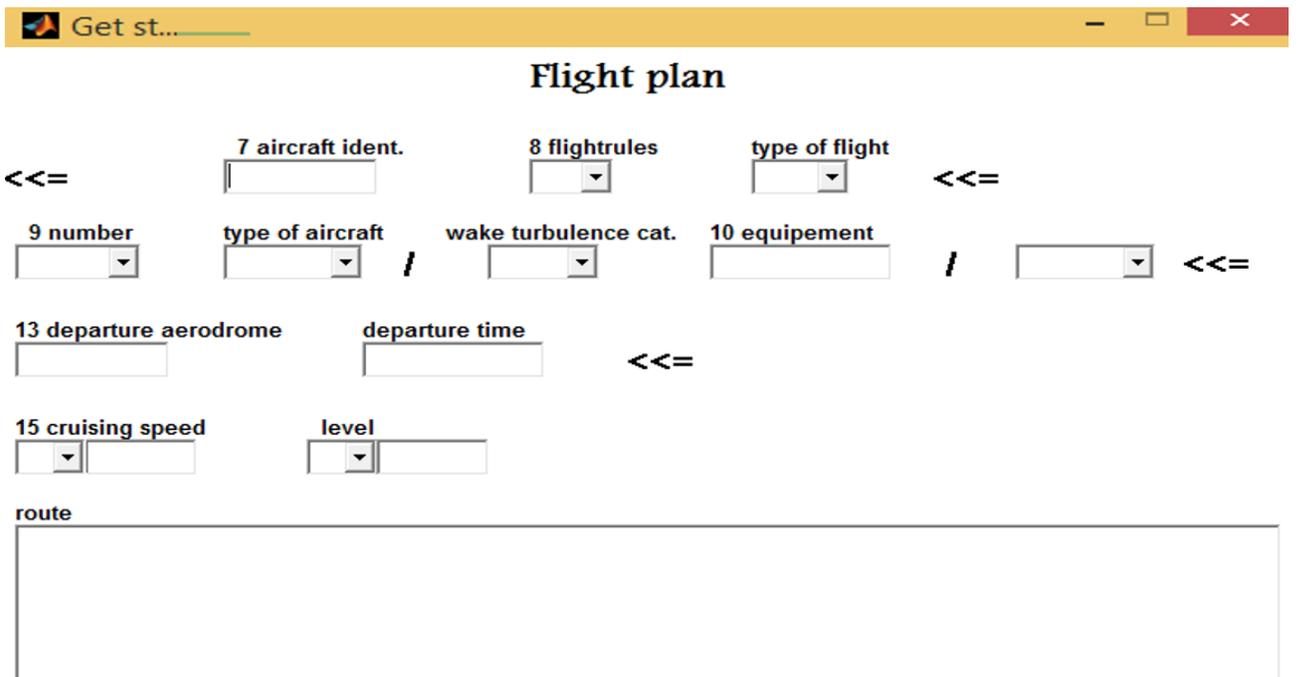 Get st...
Flight plan
7 aircraft ident. 8 flightrules type of flight
<<= <<=
9 number type of aircraft wake turbulence cat. 10 equipement
/ / <<=
13 departure aerodrome departure time
<<=
15 cruising speed level
route